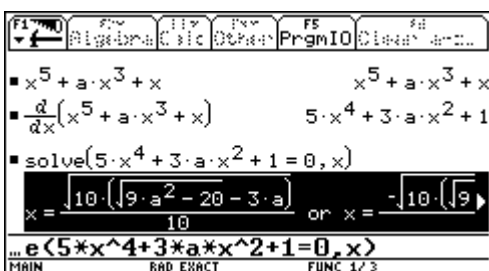 F1 Algebra Calc Other F5 PrgmIO Clean Up
x^5 + a·x^3 + x x^5 + a·x^3 + x
d/dx(x^5 + a·x^3 + x) 5·x^4 + 3·a·x^2 + 1
solve(5·x^4 + 3·a·x^2 + 1 = 0, x)
x = √(10·(√(9·a^2 - 20) - 3·a))/10 or x = -√(10·(√(9
…e(5*x^4+3*a*x^2+1=0,x)
MAIN RAD EXACT FUNC 1/3